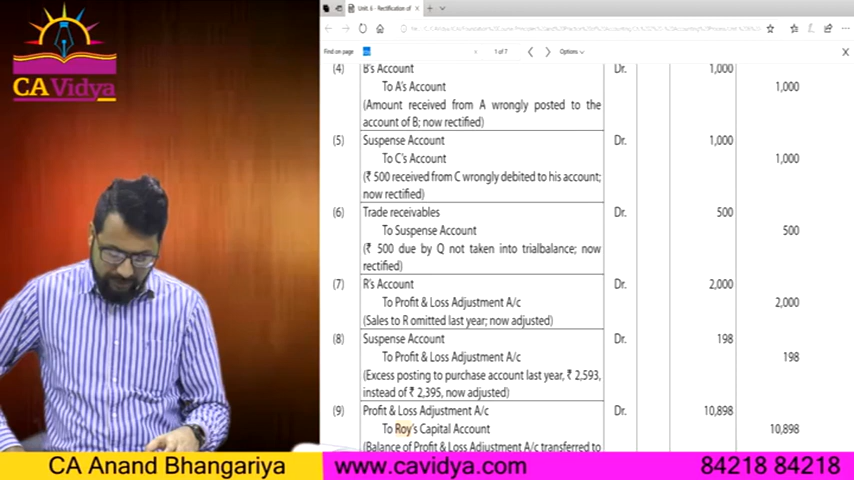 CA Vidya
Unit 6 - Rectification of
Find on page
1 of 7
Options
(4) B's Account Dr. 1,000
To A's Account 1,000
(Amount received from A wrongly posted to the
account of B; now rectified)
(5) Suspense Account Dr. 1,000
To C's Account 1,000
(₹ 500 received from C wrongly debited to his account;
now rectified)
(6) Trade receivables Dr. 500
To Suspense Account 500
(₹ 500 due by Q not taken into trialbalance; now
rectified)
(7) R's Account Dr. 2,000
To Profit & Loss Adjustment A/c 2,000
(Sales to R omitted last year; now adjusted)
(8) Suspense Account Dr. 198
To Profit & Loss Adjustment A/c 198
(Excess posting to purchase account last year, ₹ 2,593,
instead of ₹ 2,395, now adjusted)
(9) Profit & Loss Adjustment A/c Dr. 10,898
To Roy's Capital Account 10,898
(Balance of Profit & Loss Adjustment A/c transferred to
CA Anand Bhangariya www.cavidya.com 84218 84218